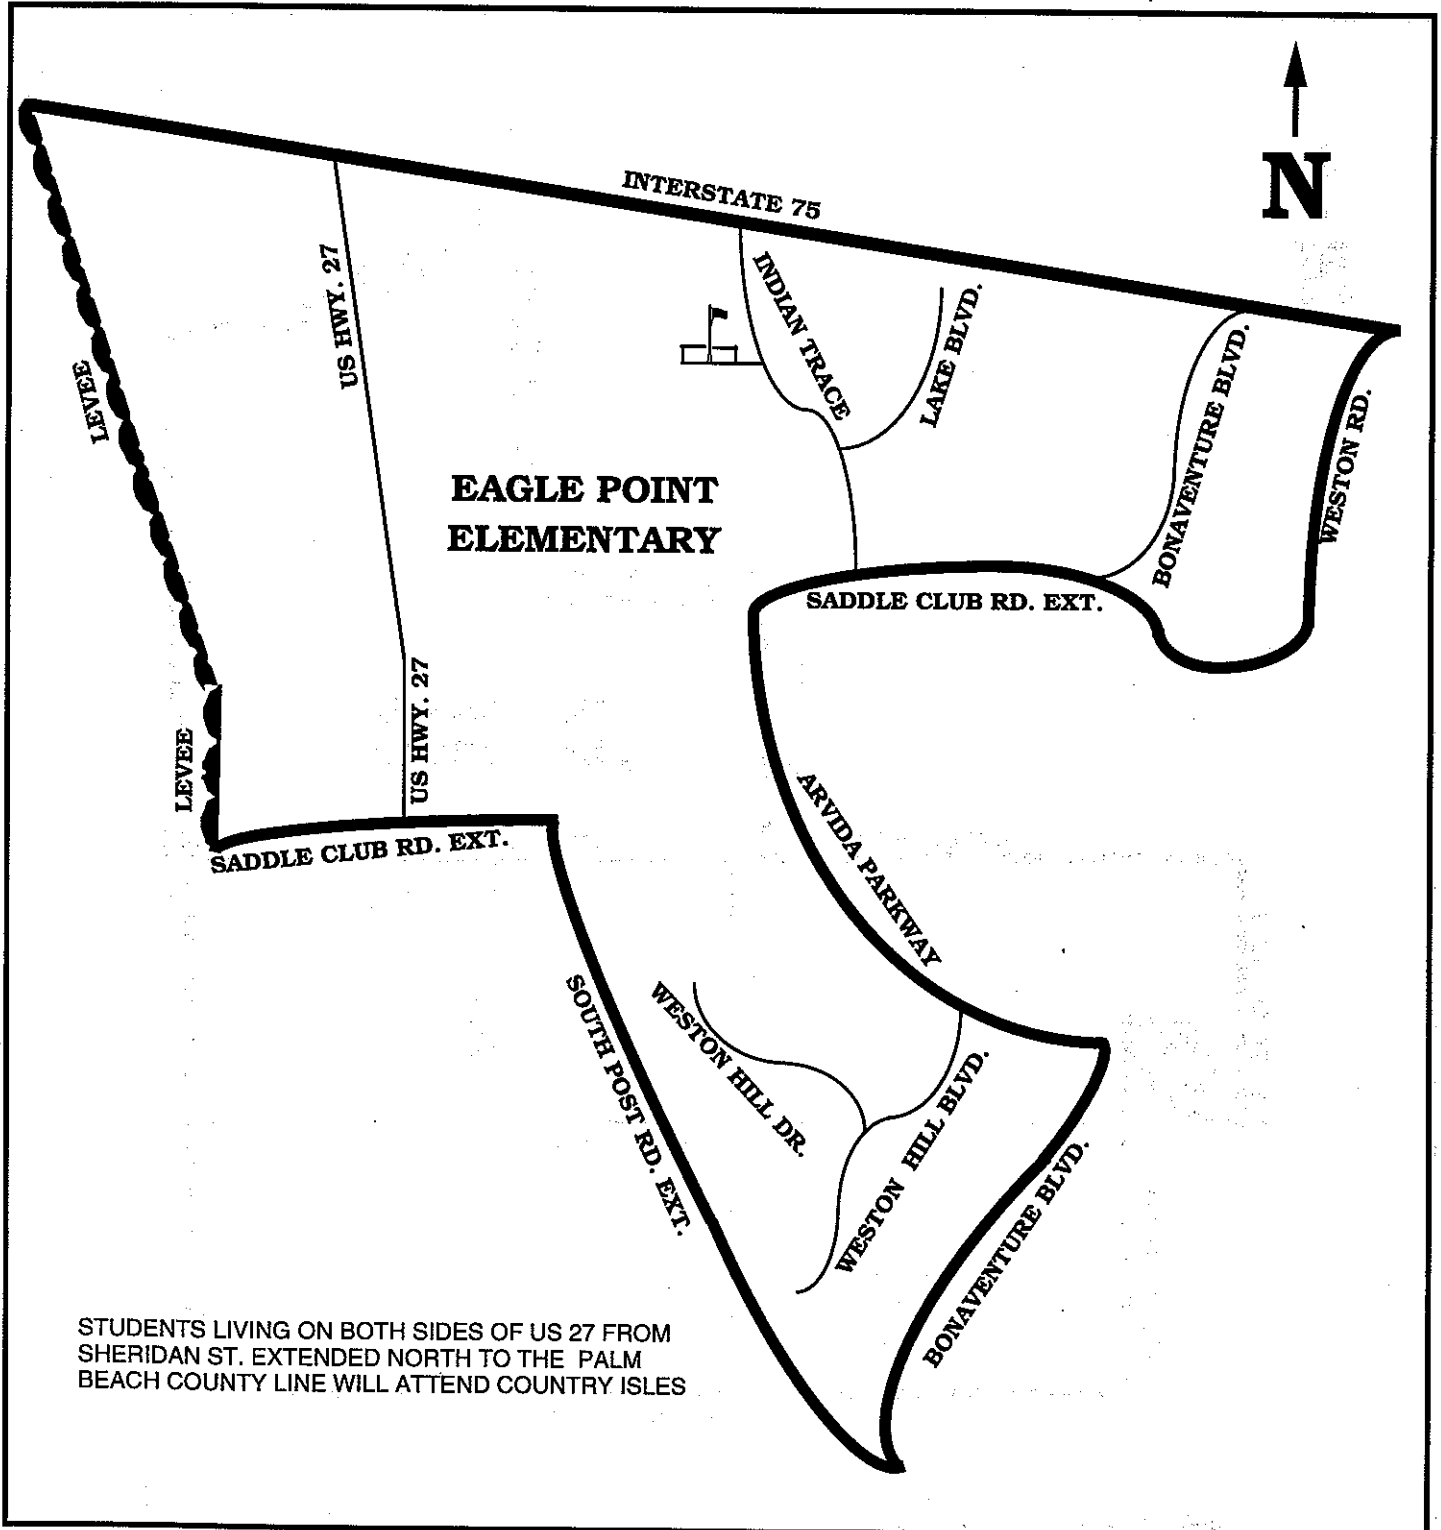 N
INTERSTATE 75
US HWY. 27
INDIAN TRACE
LAKE BLVD.
BONAVENTURE BLVD.
WESTON RD.
LEVEE
EAGLE POINT
ELEMENTARY
SADDLE CLUB RD. EXT.
US HWY. 27
LEVEE
SADDLE CLUB RD. EXT.
ARVIDA PARKWAY
SOUTH POST RD. EXT.
WESTON HILL DR.
WESTON HILL BLVD.
BONAVENTURE BLVD.
STUDENTS LIVING ON BOTH SIDES OF US 27 FROM
SHERIDAN ST. EXTENDED NORTH TO THE PALM
BEACH COUNTY LINE WILL ATTEND COUNTRY ISLES